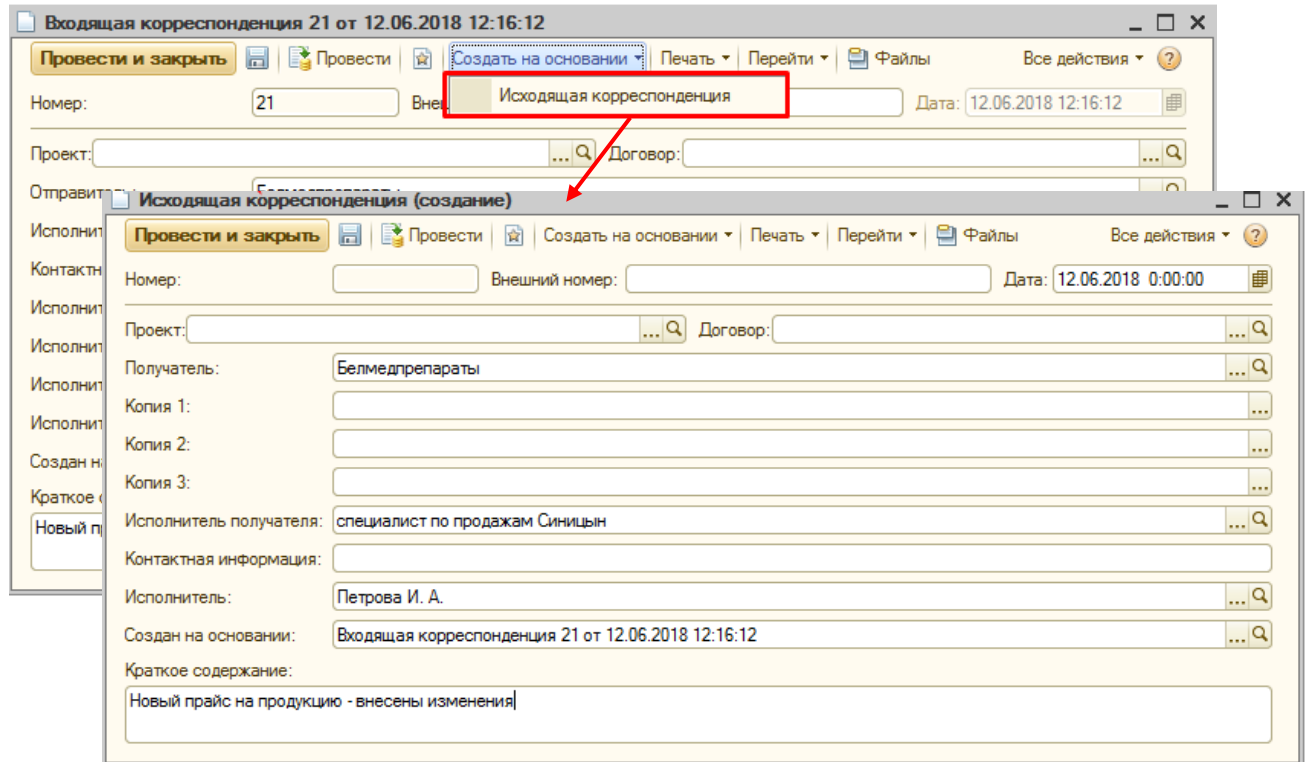 Входящая корреспонденция 21 от 12.06.2018 12:16:12
Провести и закрыть Провести Создать на основании Печать Перейти Файлы Все действия
Исходящая корреспонденция
Номер: 21 Дата: 12.06.2018 12:16:12
Проект: Договор:
Исходящая корреспонденция (создание)
Провести и закрыть Провести Создать на основании Печать Перейти Файлы Все действия
Номер: Внешний номер: Дата: 12.06.2018 0:00:00
Проект: Договор:
Получатель: Белмедпрепараты
Копия 1:
Копия 2:
Копия 3:
Исполнитель получателя: специалист по продажам Синицын
Контактная информация:
Исполнитель: Петрова И. А.
Создан на основании: Входящая корреспонденция 21 от 12.06.2018 12:16:12
Краткое содержание:
Новый прайс на продукцию - внесены изменения